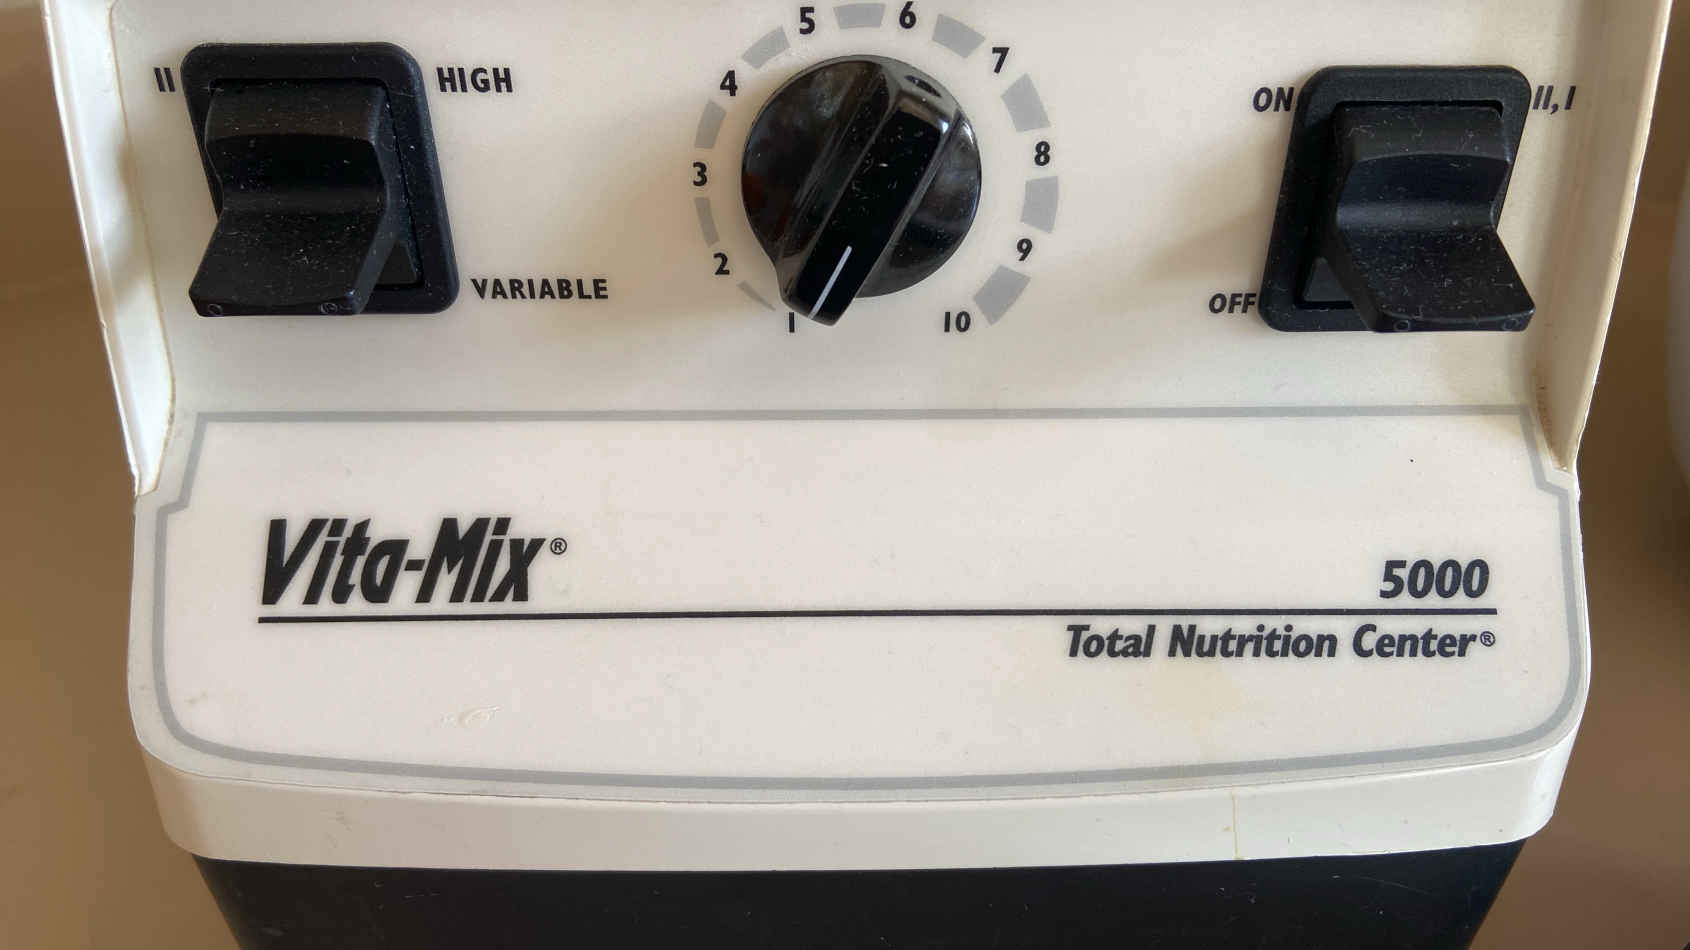 II HIGH
VARIABLE
1 2 3 4 5 6 7 8 9 10
ON II, I
OFF
Vita-Mix®
5000
Total Nutrition Center®